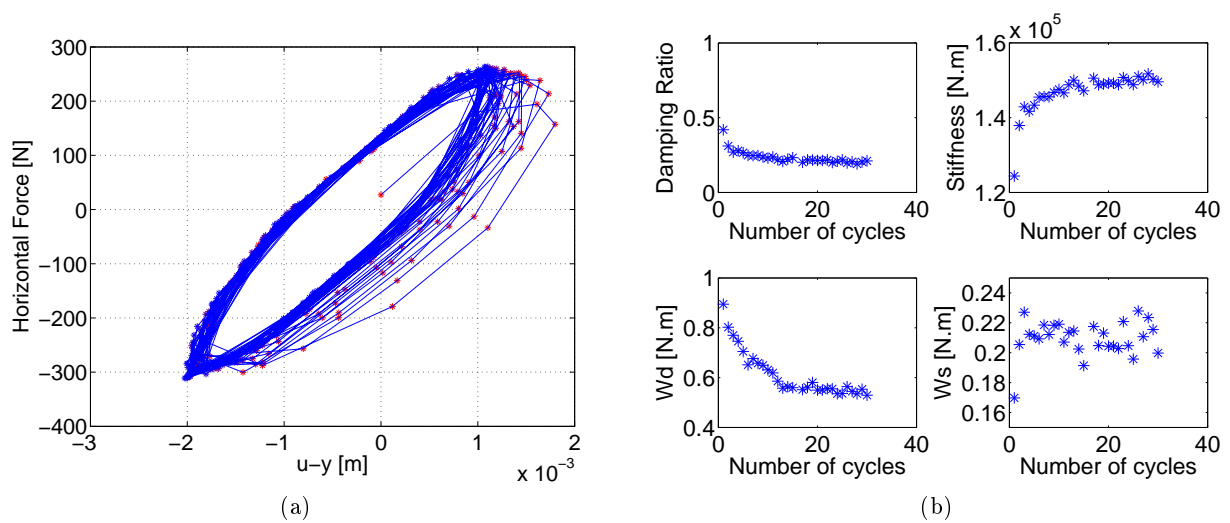 300
200
100
0
−100
−200
−300
−400
Horizontal Force [N]
−3 −2 −1 0 1 2
x 10⁻³
u−y [m]
(a)
1
0.5
0
Damping Ratio
0 20 40
Number of cycles
x 10⁵
1.6
1.4
1.2
Stiffness [N.m]
0 20 40
Number of cycles
1
0.8
0.6
0.4
Wd [N.m]
0 20 40
Number of cycles
0.24
0.22
0.2
0.18
0.16
Ws [N.m]
0 20 40
Number of cycles
(b)